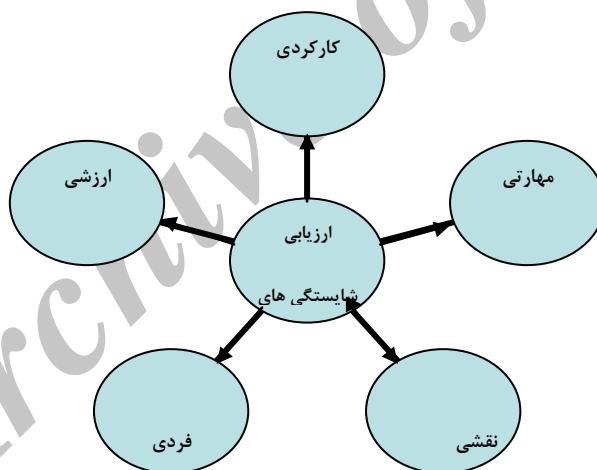 کارکردی
ارزشی
مهارتی
ارزیابی
شایستگی های
فردی
نقشی